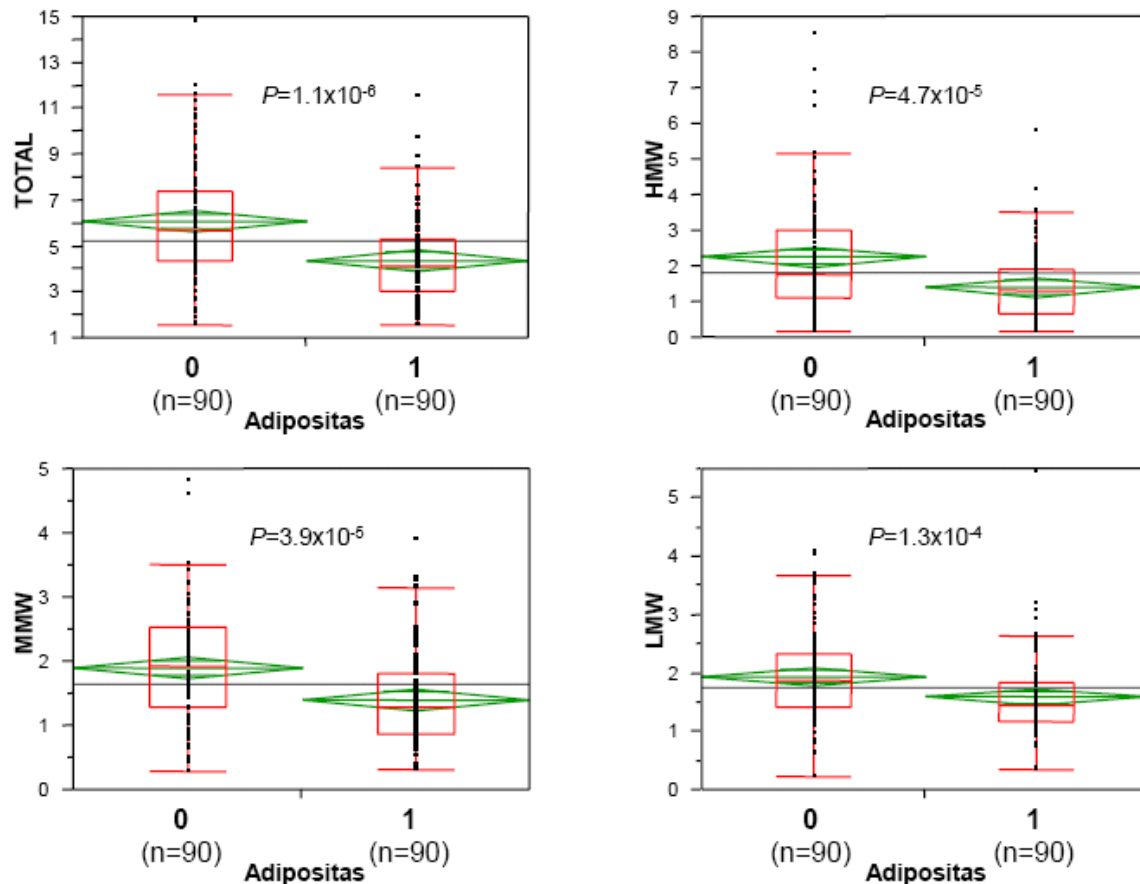 15
13
11
9
7
5
3
1
TOTAL
P=1.1x10⁻⁶
0 1
(n=90) (n=90)
Adipositas
9
8
7
6
5
4
3
2
1
0
HMW
P=4.7x10⁻⁵
0 1
(n=90) (n=90)
Adipositas
5
4
3
2
1
0
MMW
P=3.9x10⁻⁵
0 1
(n=90) (n=90)
Adipositas
5
4
3
2
1
0
LMW
P=1.3x10⁻⁴
0 1
(n=90) (n=90)
Adipositas